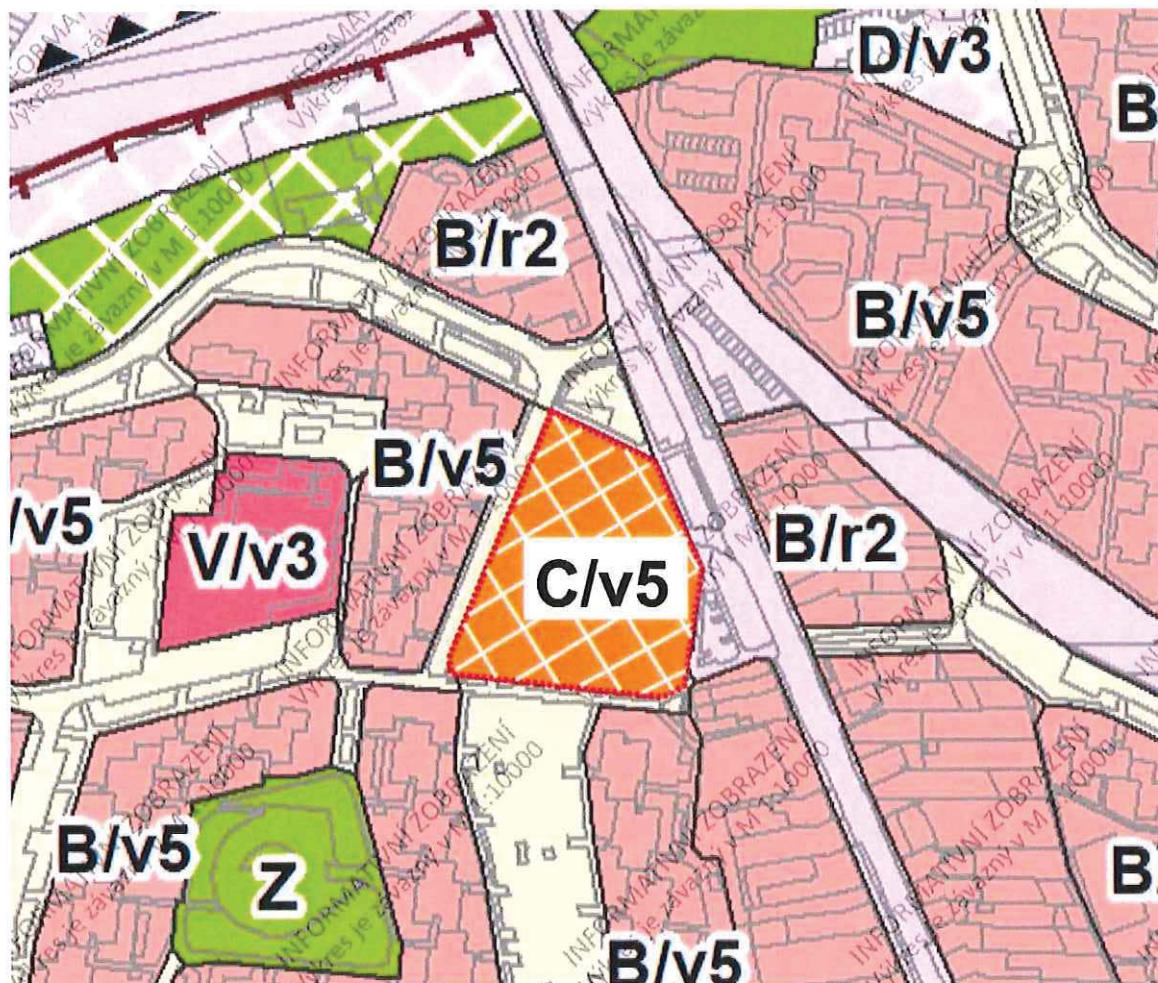 D/v3
B
B/r2
B/v5
B/v5
/v5
V/v3
C/v5
B/r2
B/v5
Z
B
B/v5
INFORMATIVNÍ ZOBRAZENÍ
Výkres je závazný v M 1:10000